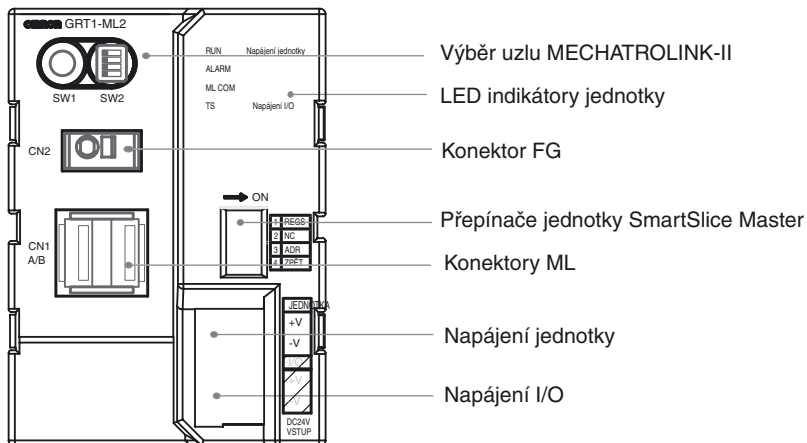 omron GRT1-ML2
SW1 SW2
CN2
CN1
A/B
RUN Napájení jednotky
ALARM
ML COM
TS Napájení I/O
ON
1 REGS
2 NC
3 ADR
4 ZPĚT
JEDNOTKA
+V
-V
I/O
+V
-V
DC24V
VSTUP
Výběr uzlu MECHATROLINK-II
LED indikátory jednotky
Konektor FG
Přepínače jednotky SmartSlice Master
Konektory ML
Napájení jednotky
Napájení I/O